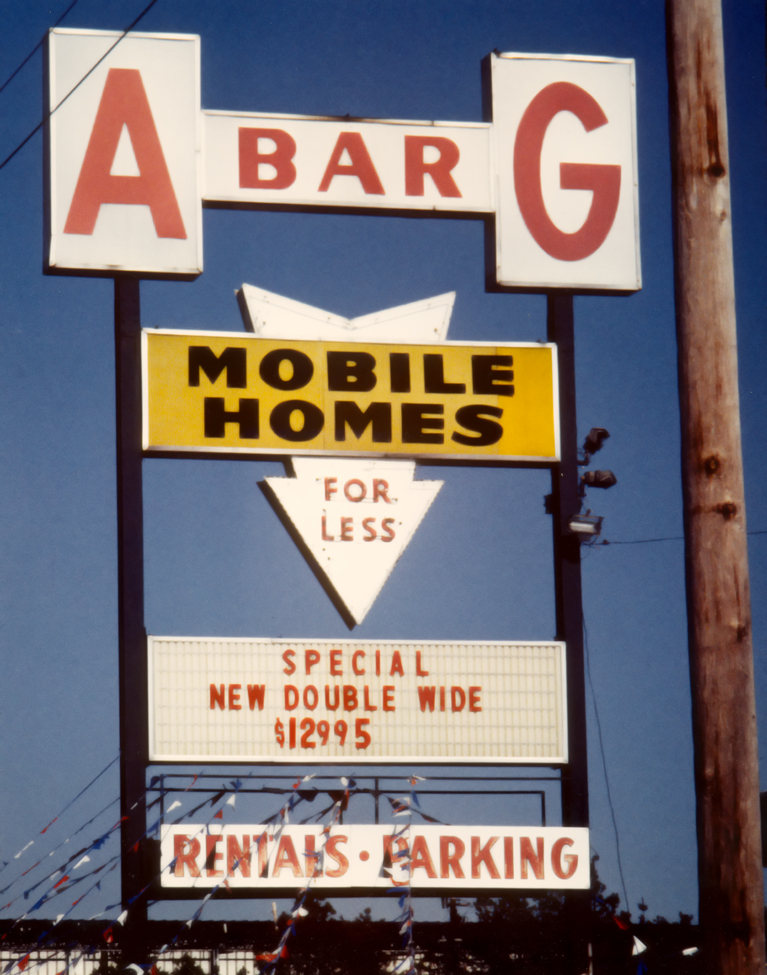 A BAR G
MOBILE
HOMES
FOR
LESS
SPECIAL
NEW DOUBLE WIDE
$12995
RENTALS · PARKING